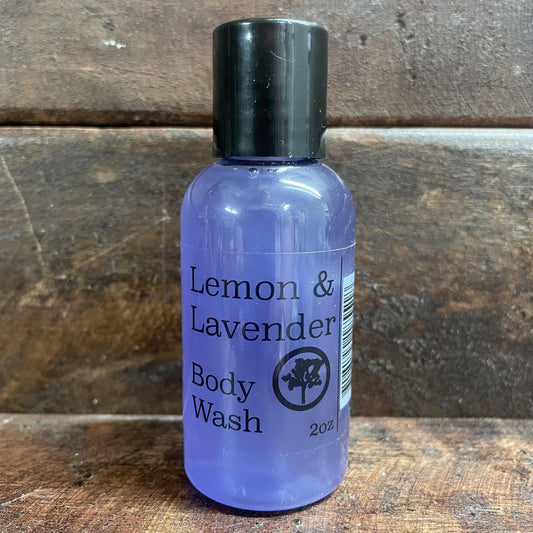 Lemon &
Lavender
Body
Wash
2oz